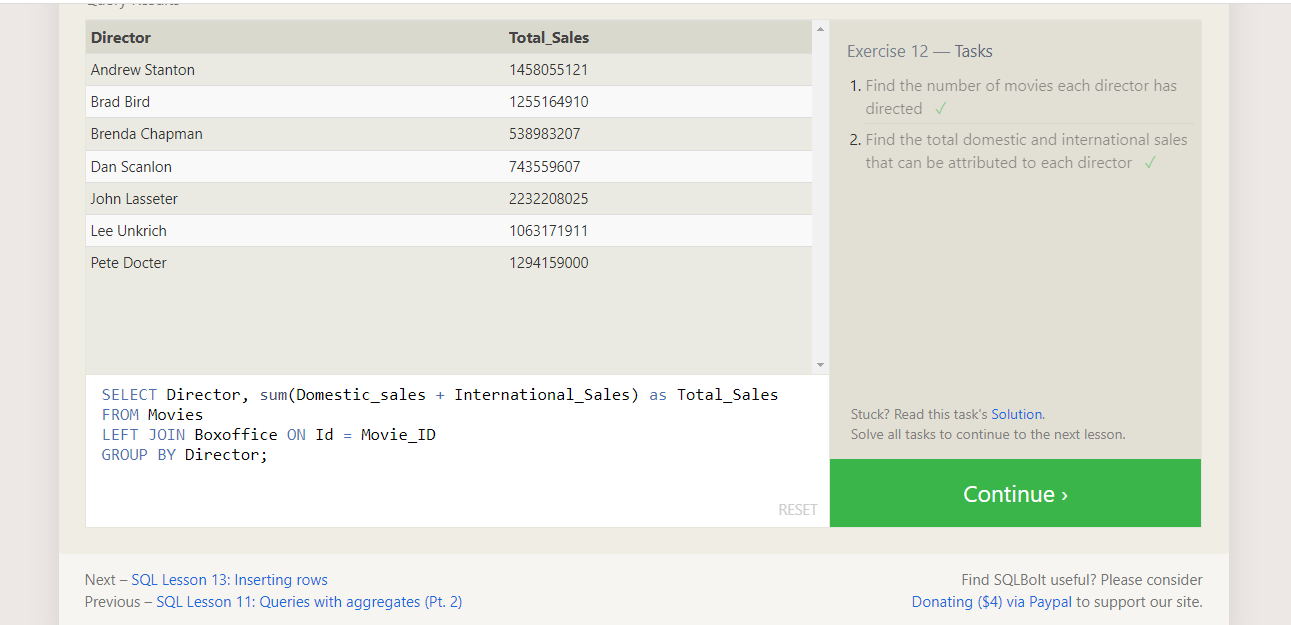 Query Results
Director Total_Sales
Andrew Stanton 1458055121
Brad Bird 1255164910
Brenda Chapman 538983207
Dan Scanlon 743559607
John Lasseter 2232208025
Lee Unkrich 1063171911
Pete Docter 1294159000
SELECT Director, sum(Domestic_sales + International_Sales) as Total_Sales
FROM Movies
LEFT JOIN Boxoffice ON Id = Movie_ID
GROUP BY Director;
RESET
Exercise 12 — Tasks
1. Find the number of movies each director has
directed ✓
2. Find the total domestic and international sales
that can be attributed to each director ✓
Stuck? Read this task's Solution.
Solve all tasks to continue to the next lesson.
Continue ›
Next – SQL Lesson 13: Inserting rows
Previous – SQL Lesson 11: Queries with aggregates (Pt. 2)
Find SQLBolt useful? Please consider
Donating ($4) via Paypal to support our site.